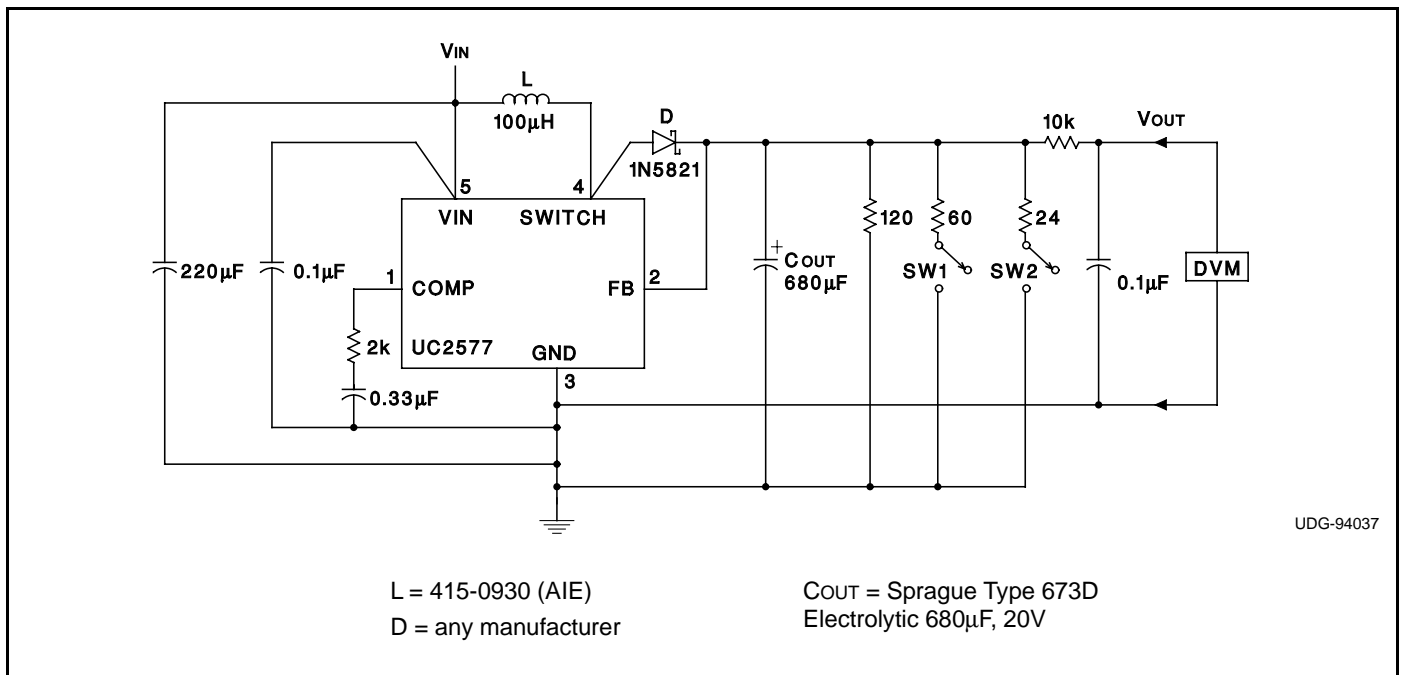 VIN
L
100μH
D
1N5821
10k
VOUT
5
4
VIN
SWITCH
120
60
24
220μF
0.1μF
1
COMP
FB
2
+
COUT
680μF
SW1
SW2
0.1μF
DVM
2k
UC2577
GND
3
0.33μF
UDG-94037
L = 415-0930 (AIE)
D = any manufacturer
COUT = Sprague Type 673D
Electrolytic 680μF, 20V